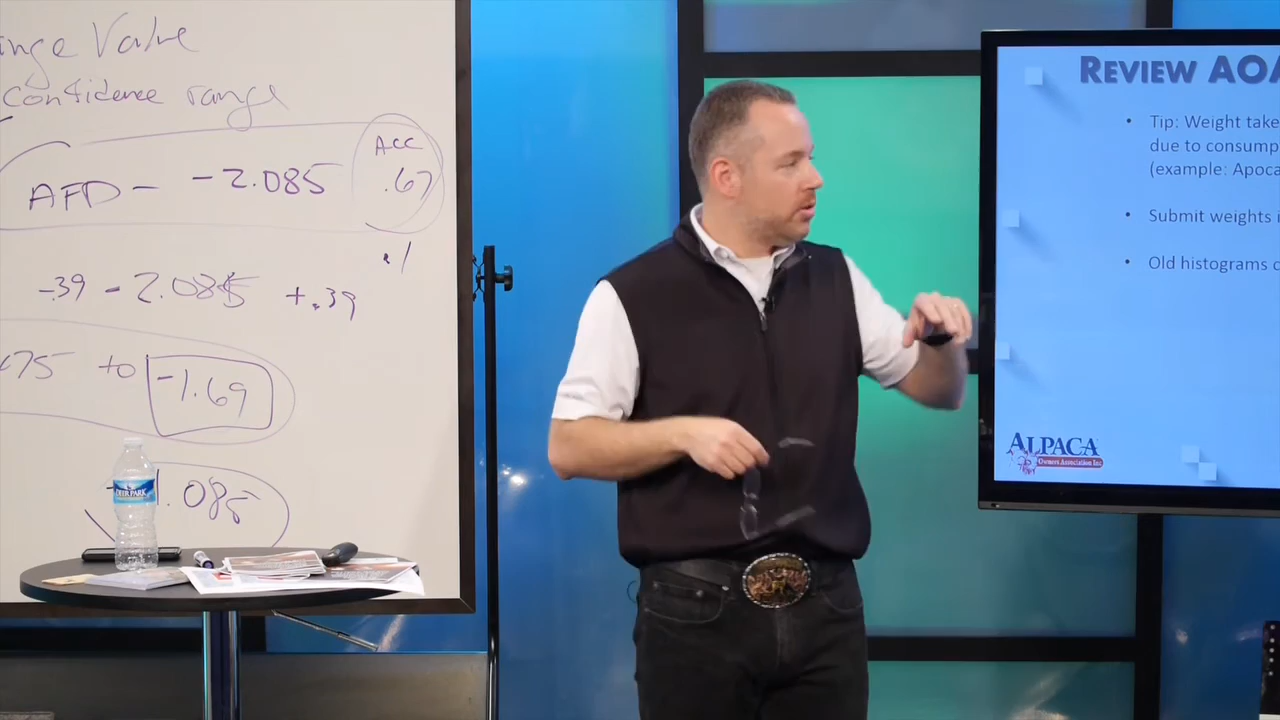 Value
confidence range
ACC
AFD - -2.085 .67
.1
-.39 -2.085 +.39
to -1.69
DEER PARK
.085
REVIEW AOA
• Tip: Weight take
due to consump
(example: Apoca
• Submit weights i
• Old histograms
ALPACA
Owners Association Inc